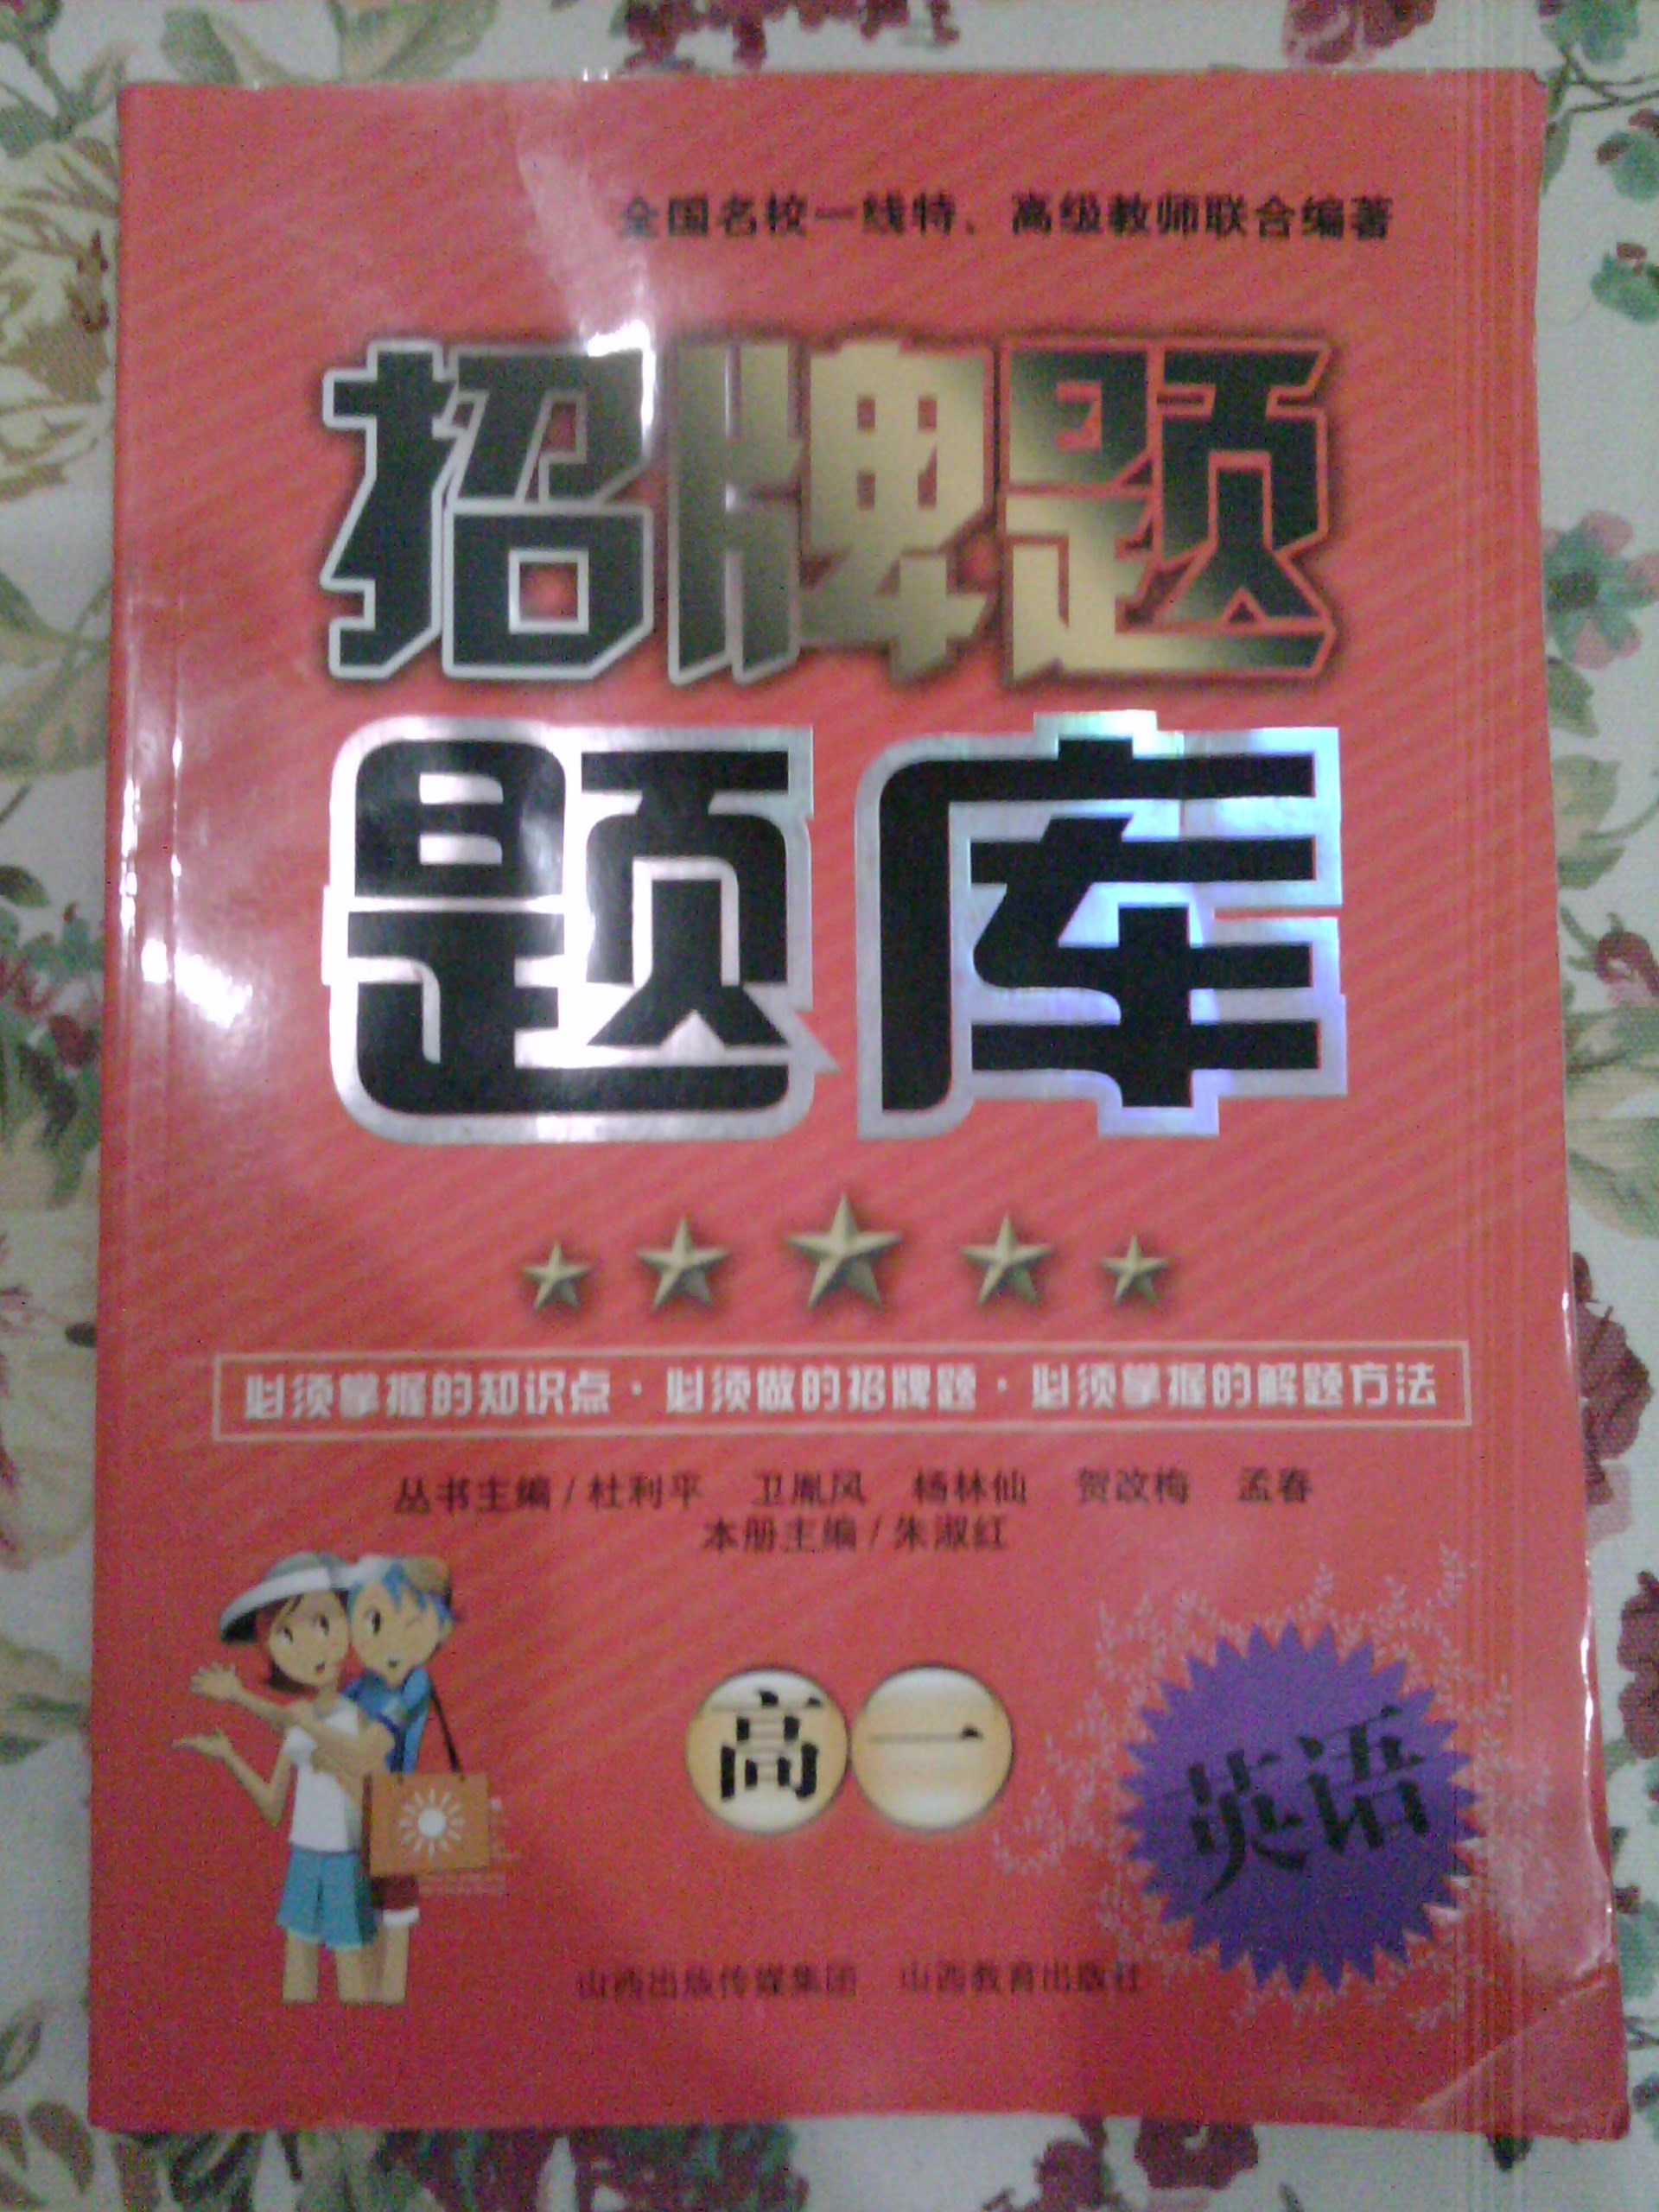 全国名校一线特、高级教师联合编著
招牌题
题库
必须掌握的知识点·必须做的招牌题·必须掌握的解题方法
丛书主编/杜利平 卫胤风 杨林仙 贺改梅 孟春
本册主编/朱淑红
高一
英语
山西出版传媒集团 山西教育出版社